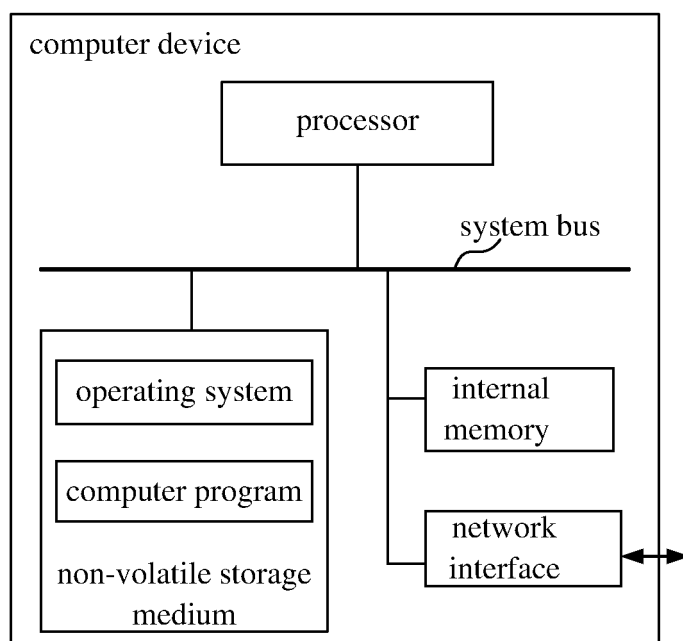 computer device
processor
system bus
operating system
computer program
non-volatile storage
medium
internal
memory
network
interface